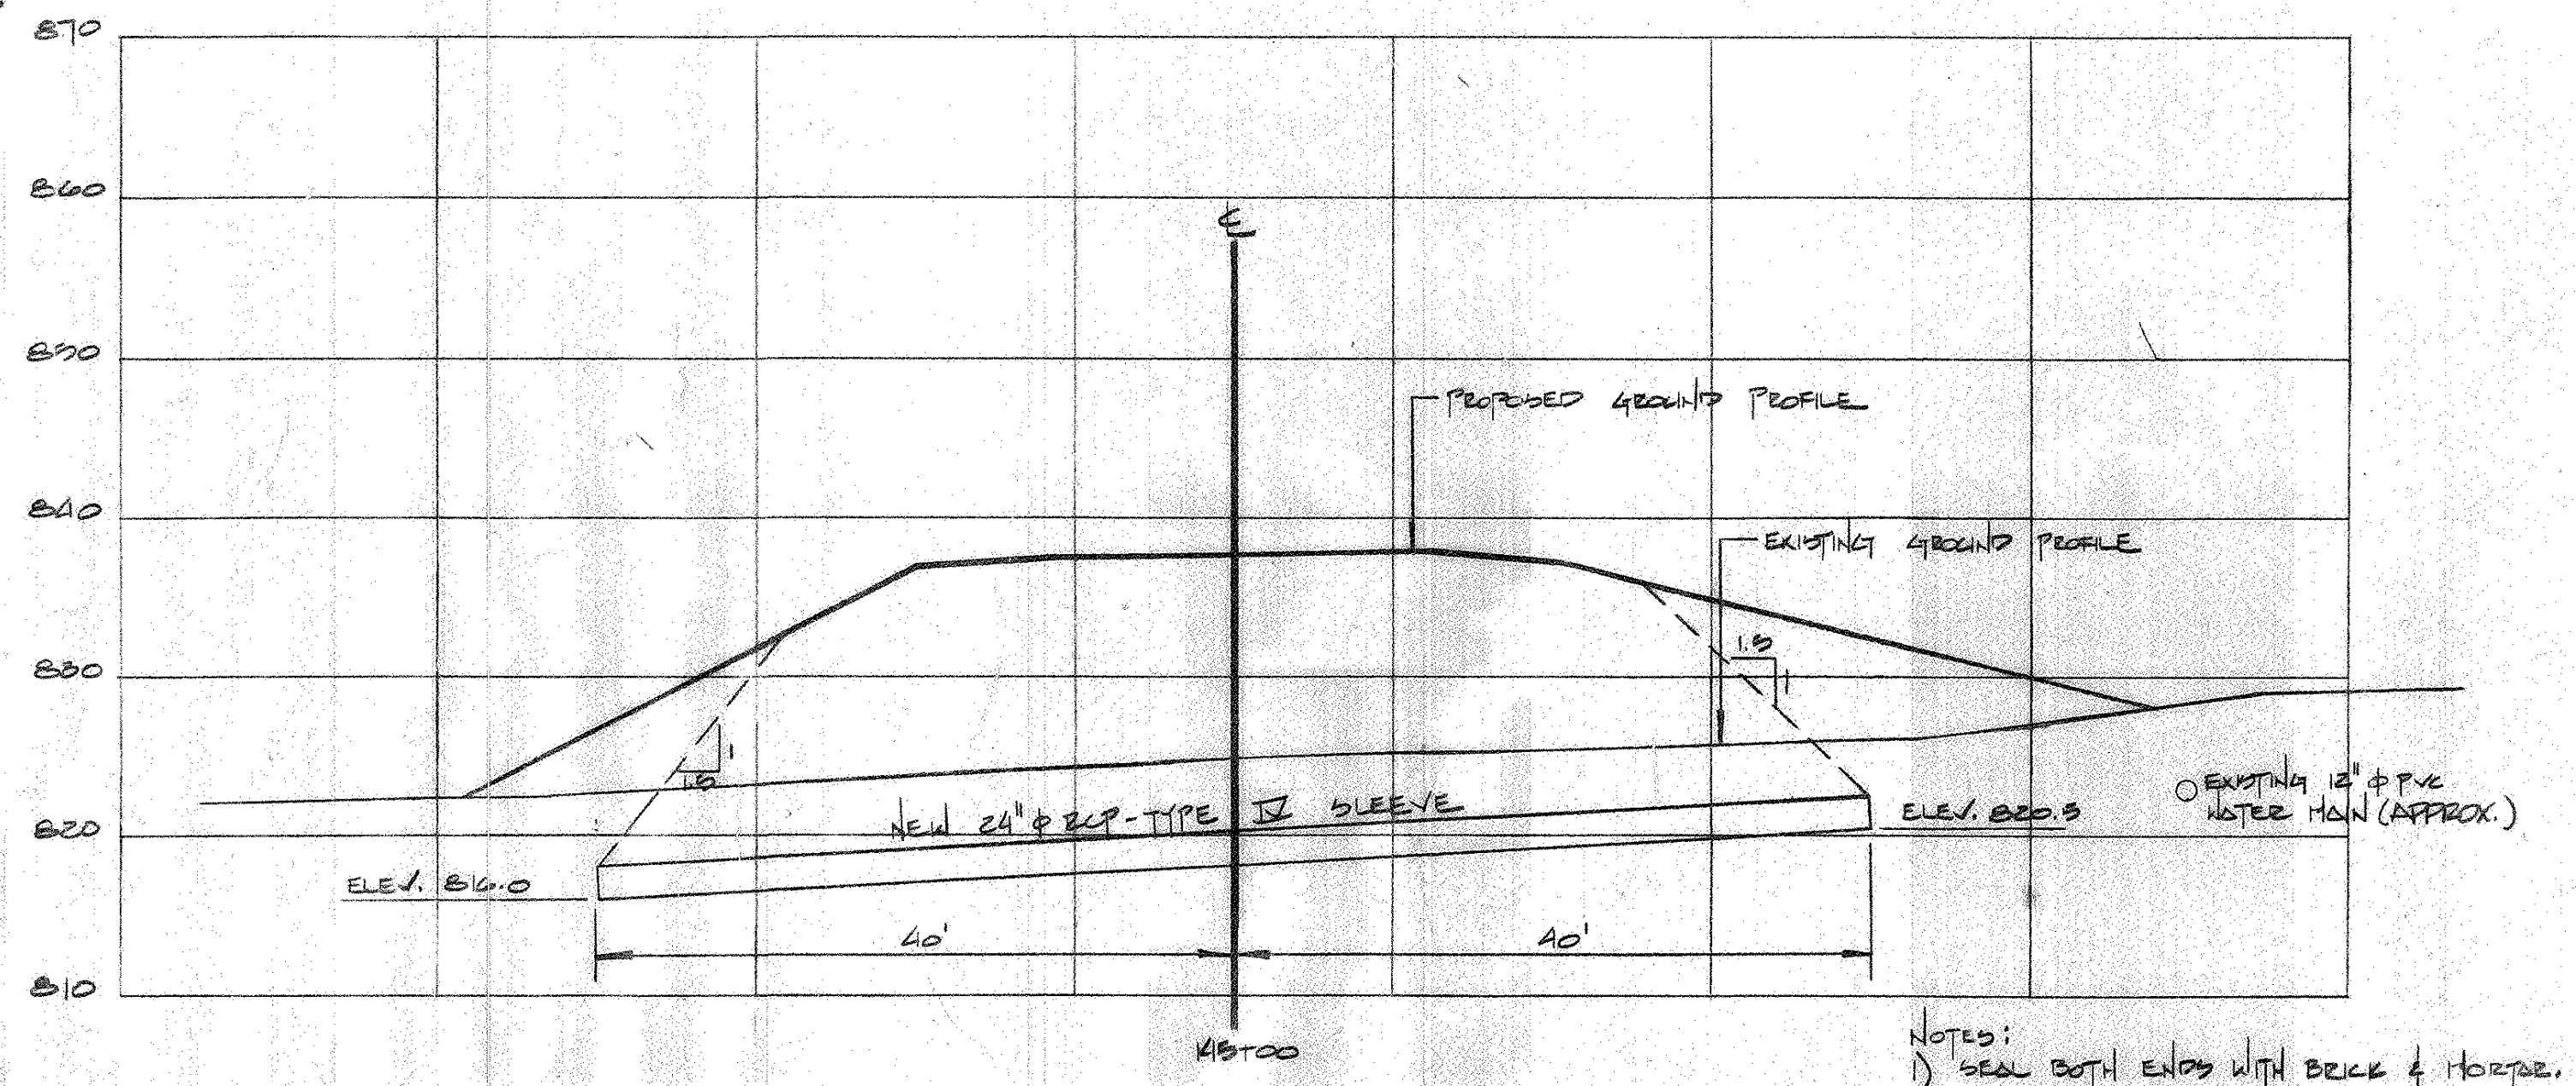 870
860
℄
850
PROPOSED GROUND PROFILE
840
EXISTING GROUND PROFILE
1.5
1
830
1
1.5
EXISTING 12" φ PVC
WATER MAIN (APPROX.)
NEW 24" φ RCP-TYPE IV SLEEVE
820
ELEV. 820.5
ELEV. 816.0
40'
40'
810
145+00
NOTES:
1) SEAL BOTH ENDS WITH BRICK & MORTAR.